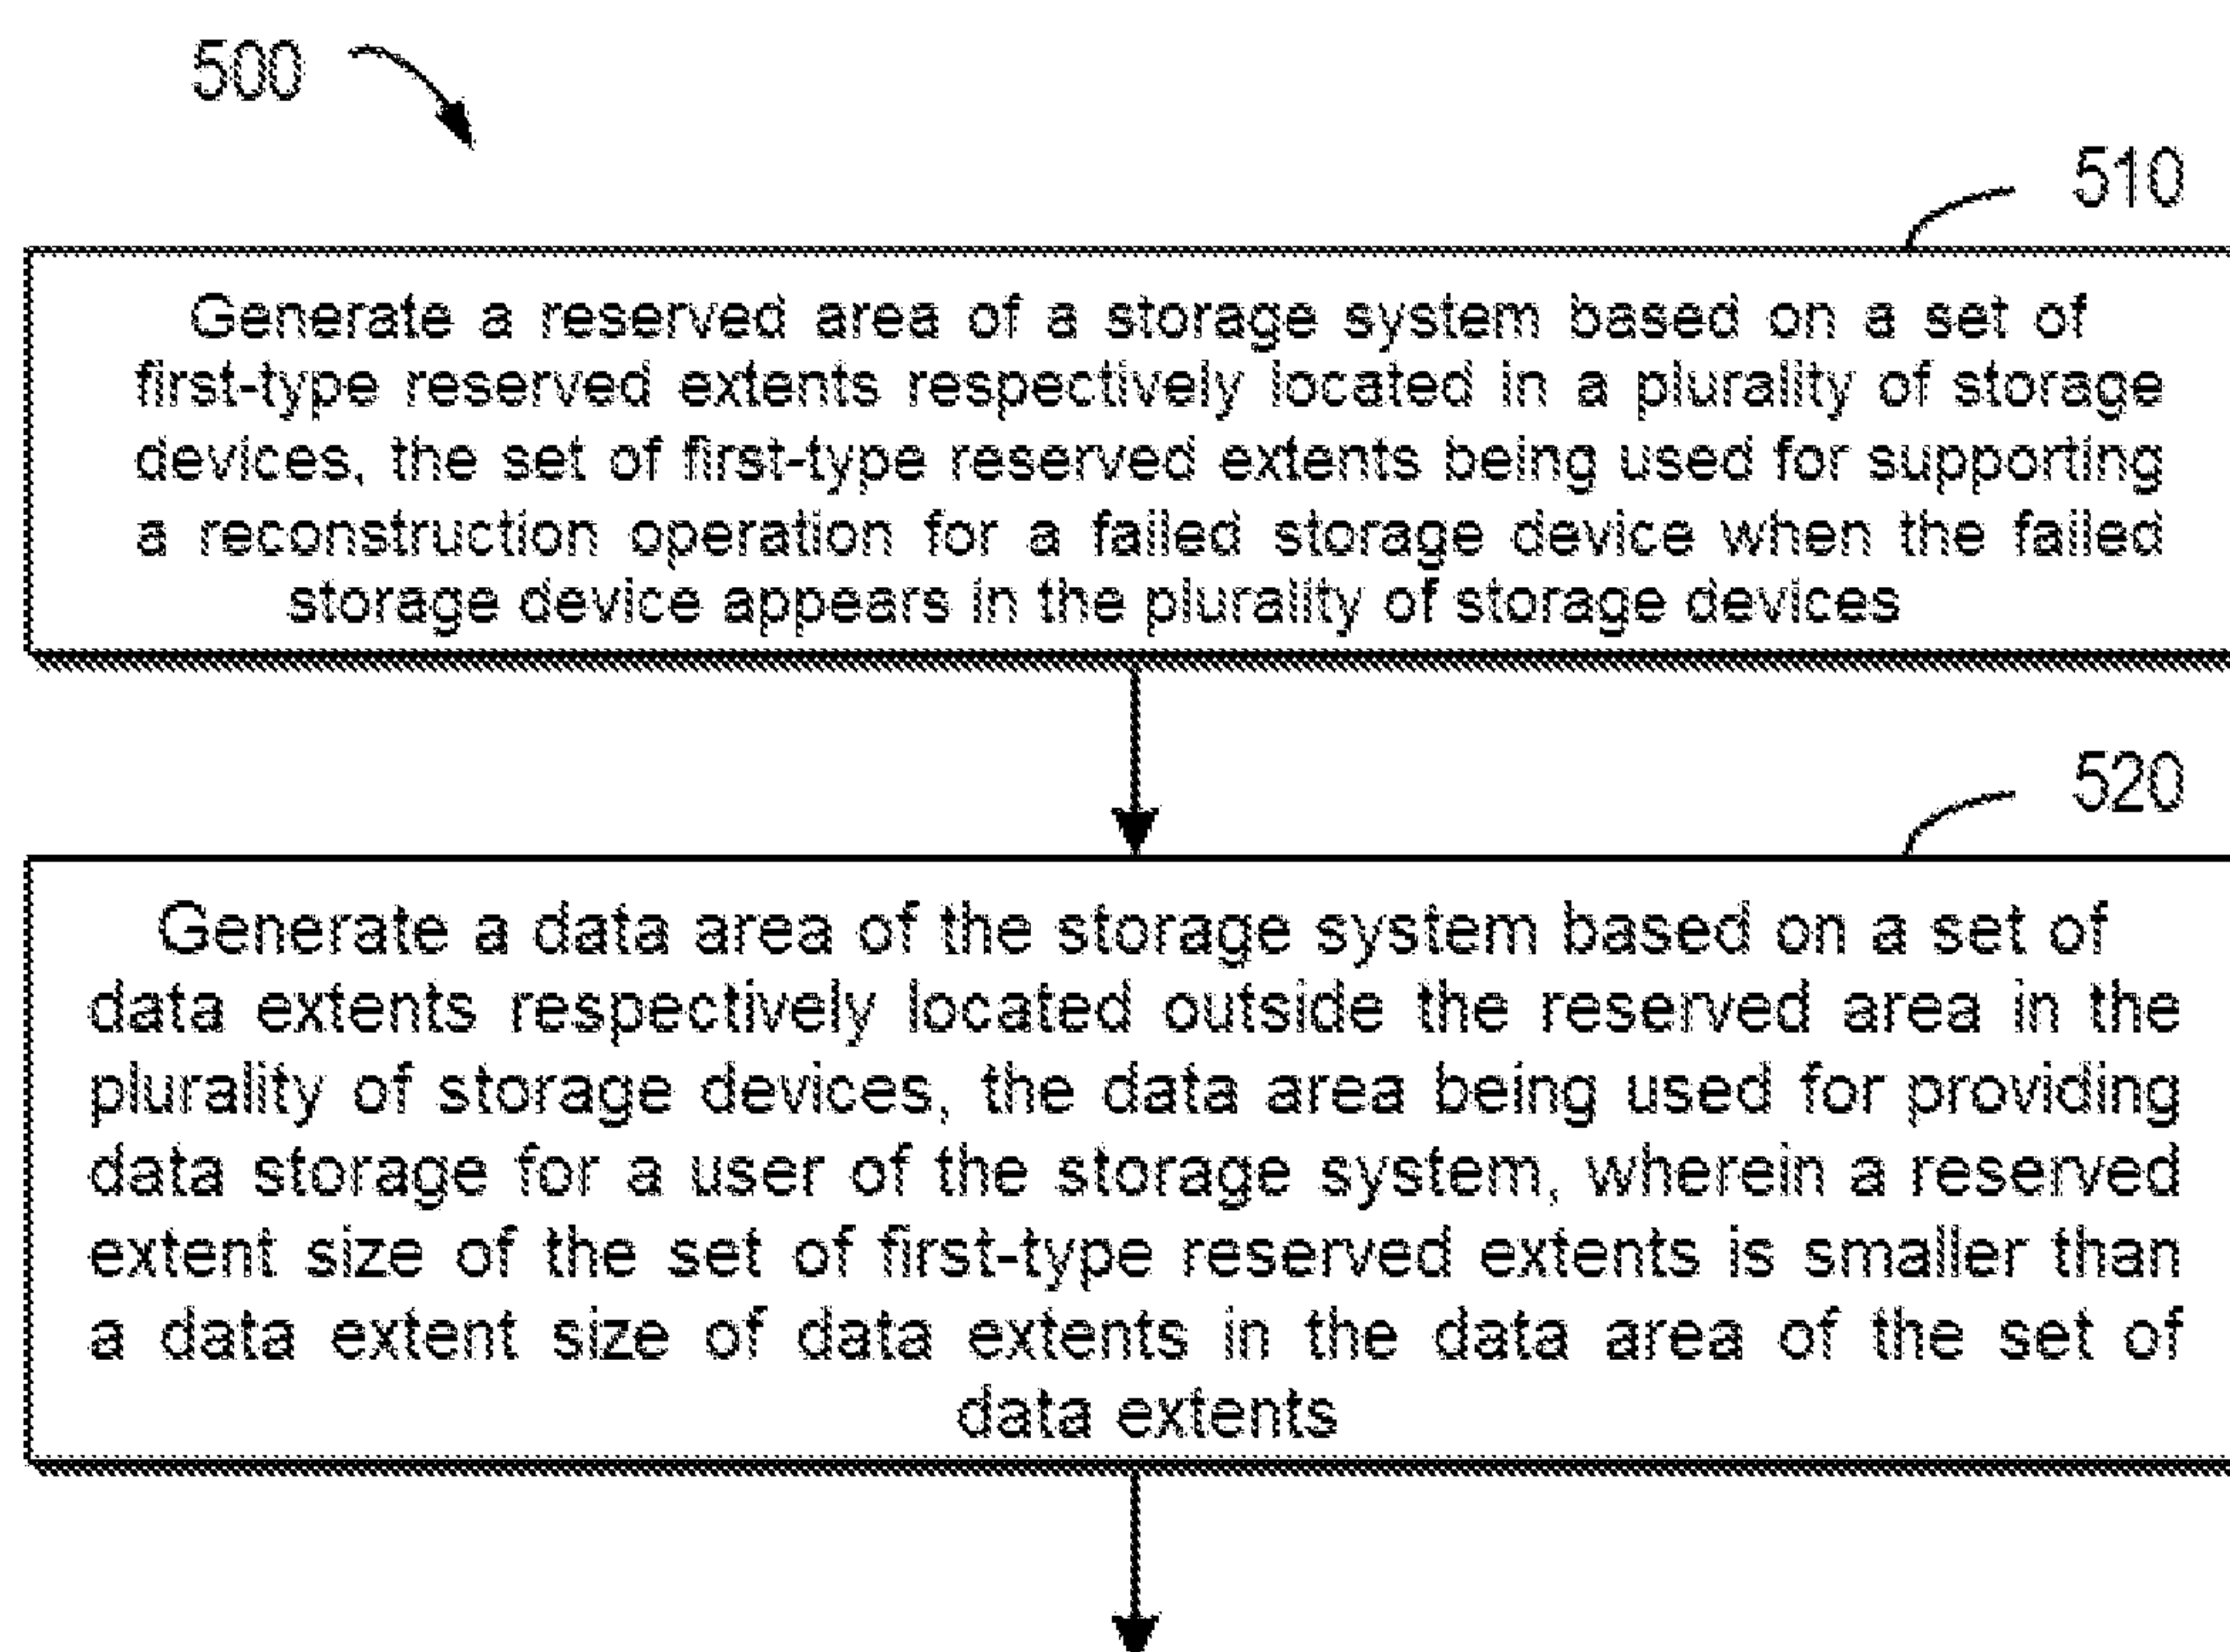 500
510
Generate a reserved area of a storage system based on a set of
first-type reserved extents respectively located in a plurality of storage
devices, the set of first-type reserved extents being used for supporting
a reconstruction operation for a failed storage device when the failed
storage device appears in the plurality of storage devices
520
Generate a data area of the storage system based on a set of
data extents respectively located outside the reserved area in the
plurality of storage devices, the data area being used for providing
data storage for a user of the storage system, wherein a reserved
extent size of the set of first-type reserved extents is smaller than
a data extent size of data extents in the data area of the set of
data extents